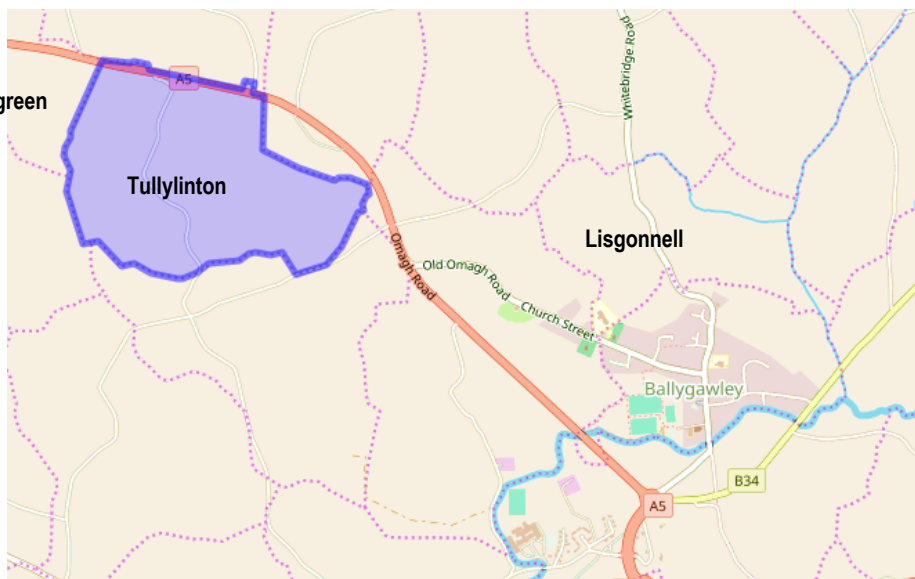 Whitebridge Road
A5
green
Tullylinton
Lisgonnell
Omagh Road
Old Omagh Road
Church Street
Ballygawley
B34
A5